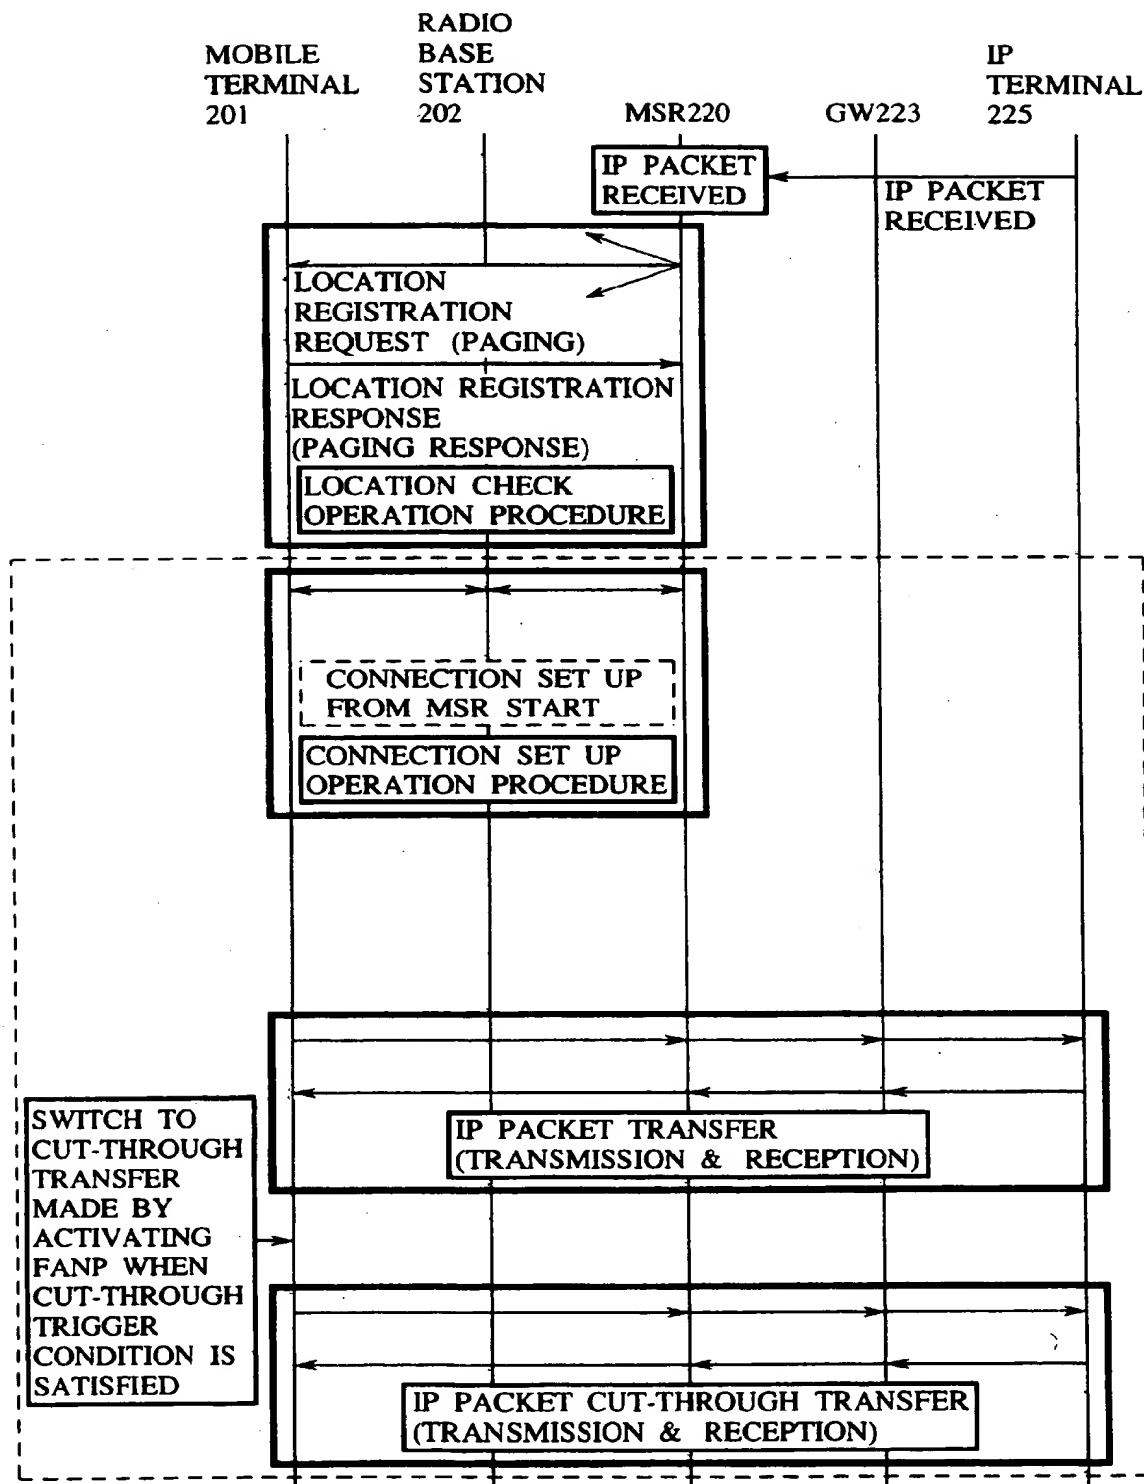 MOBILE
TERMINAL
201
RADIO
BASE
STATION
202
MSR220
GW223
IP
TERMINAL
225
IP PACKET
RECEIVED
IP PACKET
RECEIVED
LOCATION
REGISTRATION
REQUEST (PAGING)
LOCATION REGISTRATION
RESPONSE
(PAGING RESPONSE)
LOCATION CHECK
OPERATION PROCEDURE
CONNECTION SET UP
FROM MSR START
CONNECTION SET UP
OPERATION PROCEDURE
IP PACKET TRANSFER
(TRANSMISSION & RECEPTION)
SWITCH TO
CUT-THROUGH
TRANSFER
MADE BY
ACTIVATING
FANP WHEN
CUT-THROUGH
TRIGGER
CONDITION IS
SATISFIED
IP PACKET CUT-THROUGH TRANSFER
(TRANSMISSION & RECEPTION)